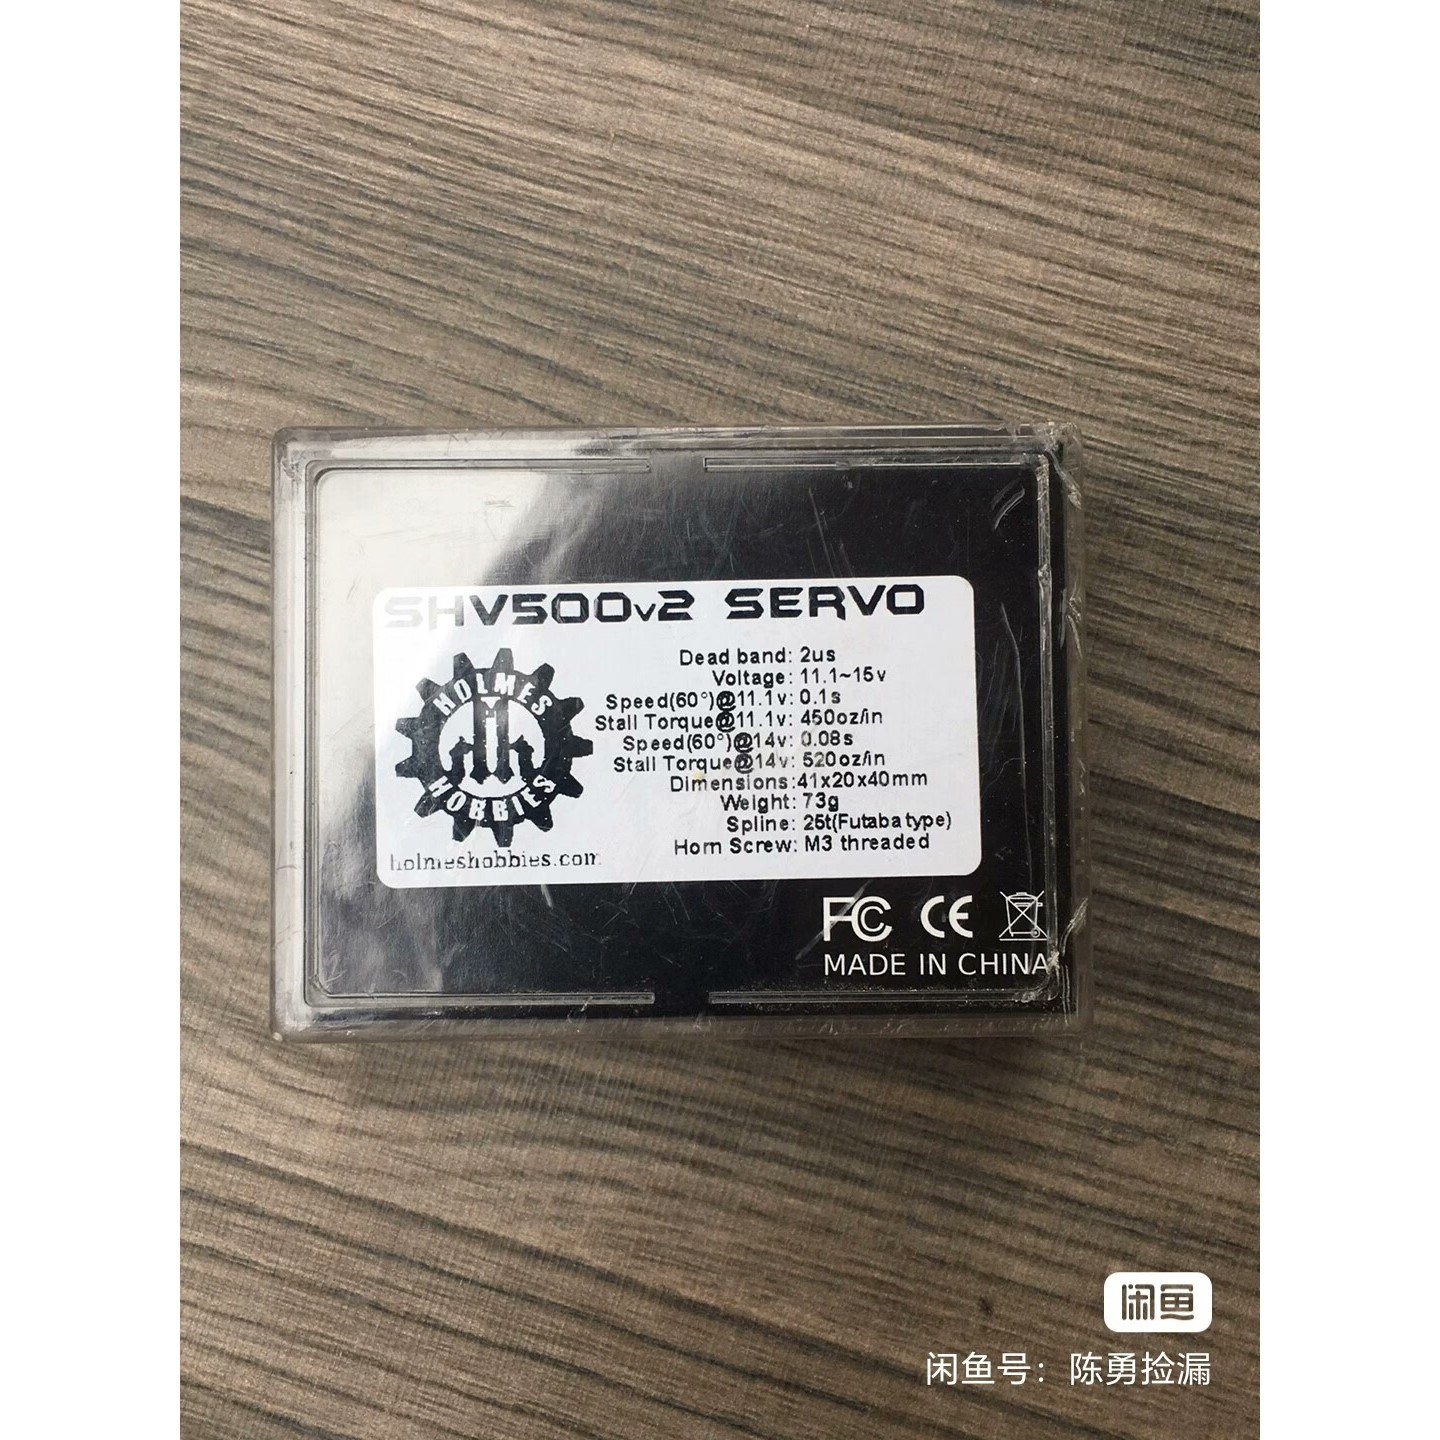 SHV500v2 SERVO
Dead band: 2us
Voltage: 11.1~15v
Speed(60°)@11.1v: 0.1s
Stall Torque@11.1v: 450oz/in
Speed(60°)@14v: 0.08s
Stall Torque@14v: 520oz/in
Dimensions:41x20x40mm
Weight: 73g
Spline: 25t(Futaba type)
Horn Screw: M3 threaded
HOLMES
HOBBIES
holmeshobbies.com
FCC CE
MADE IN CHINA
闲鱼
闲鱼号：陈勇捡漏